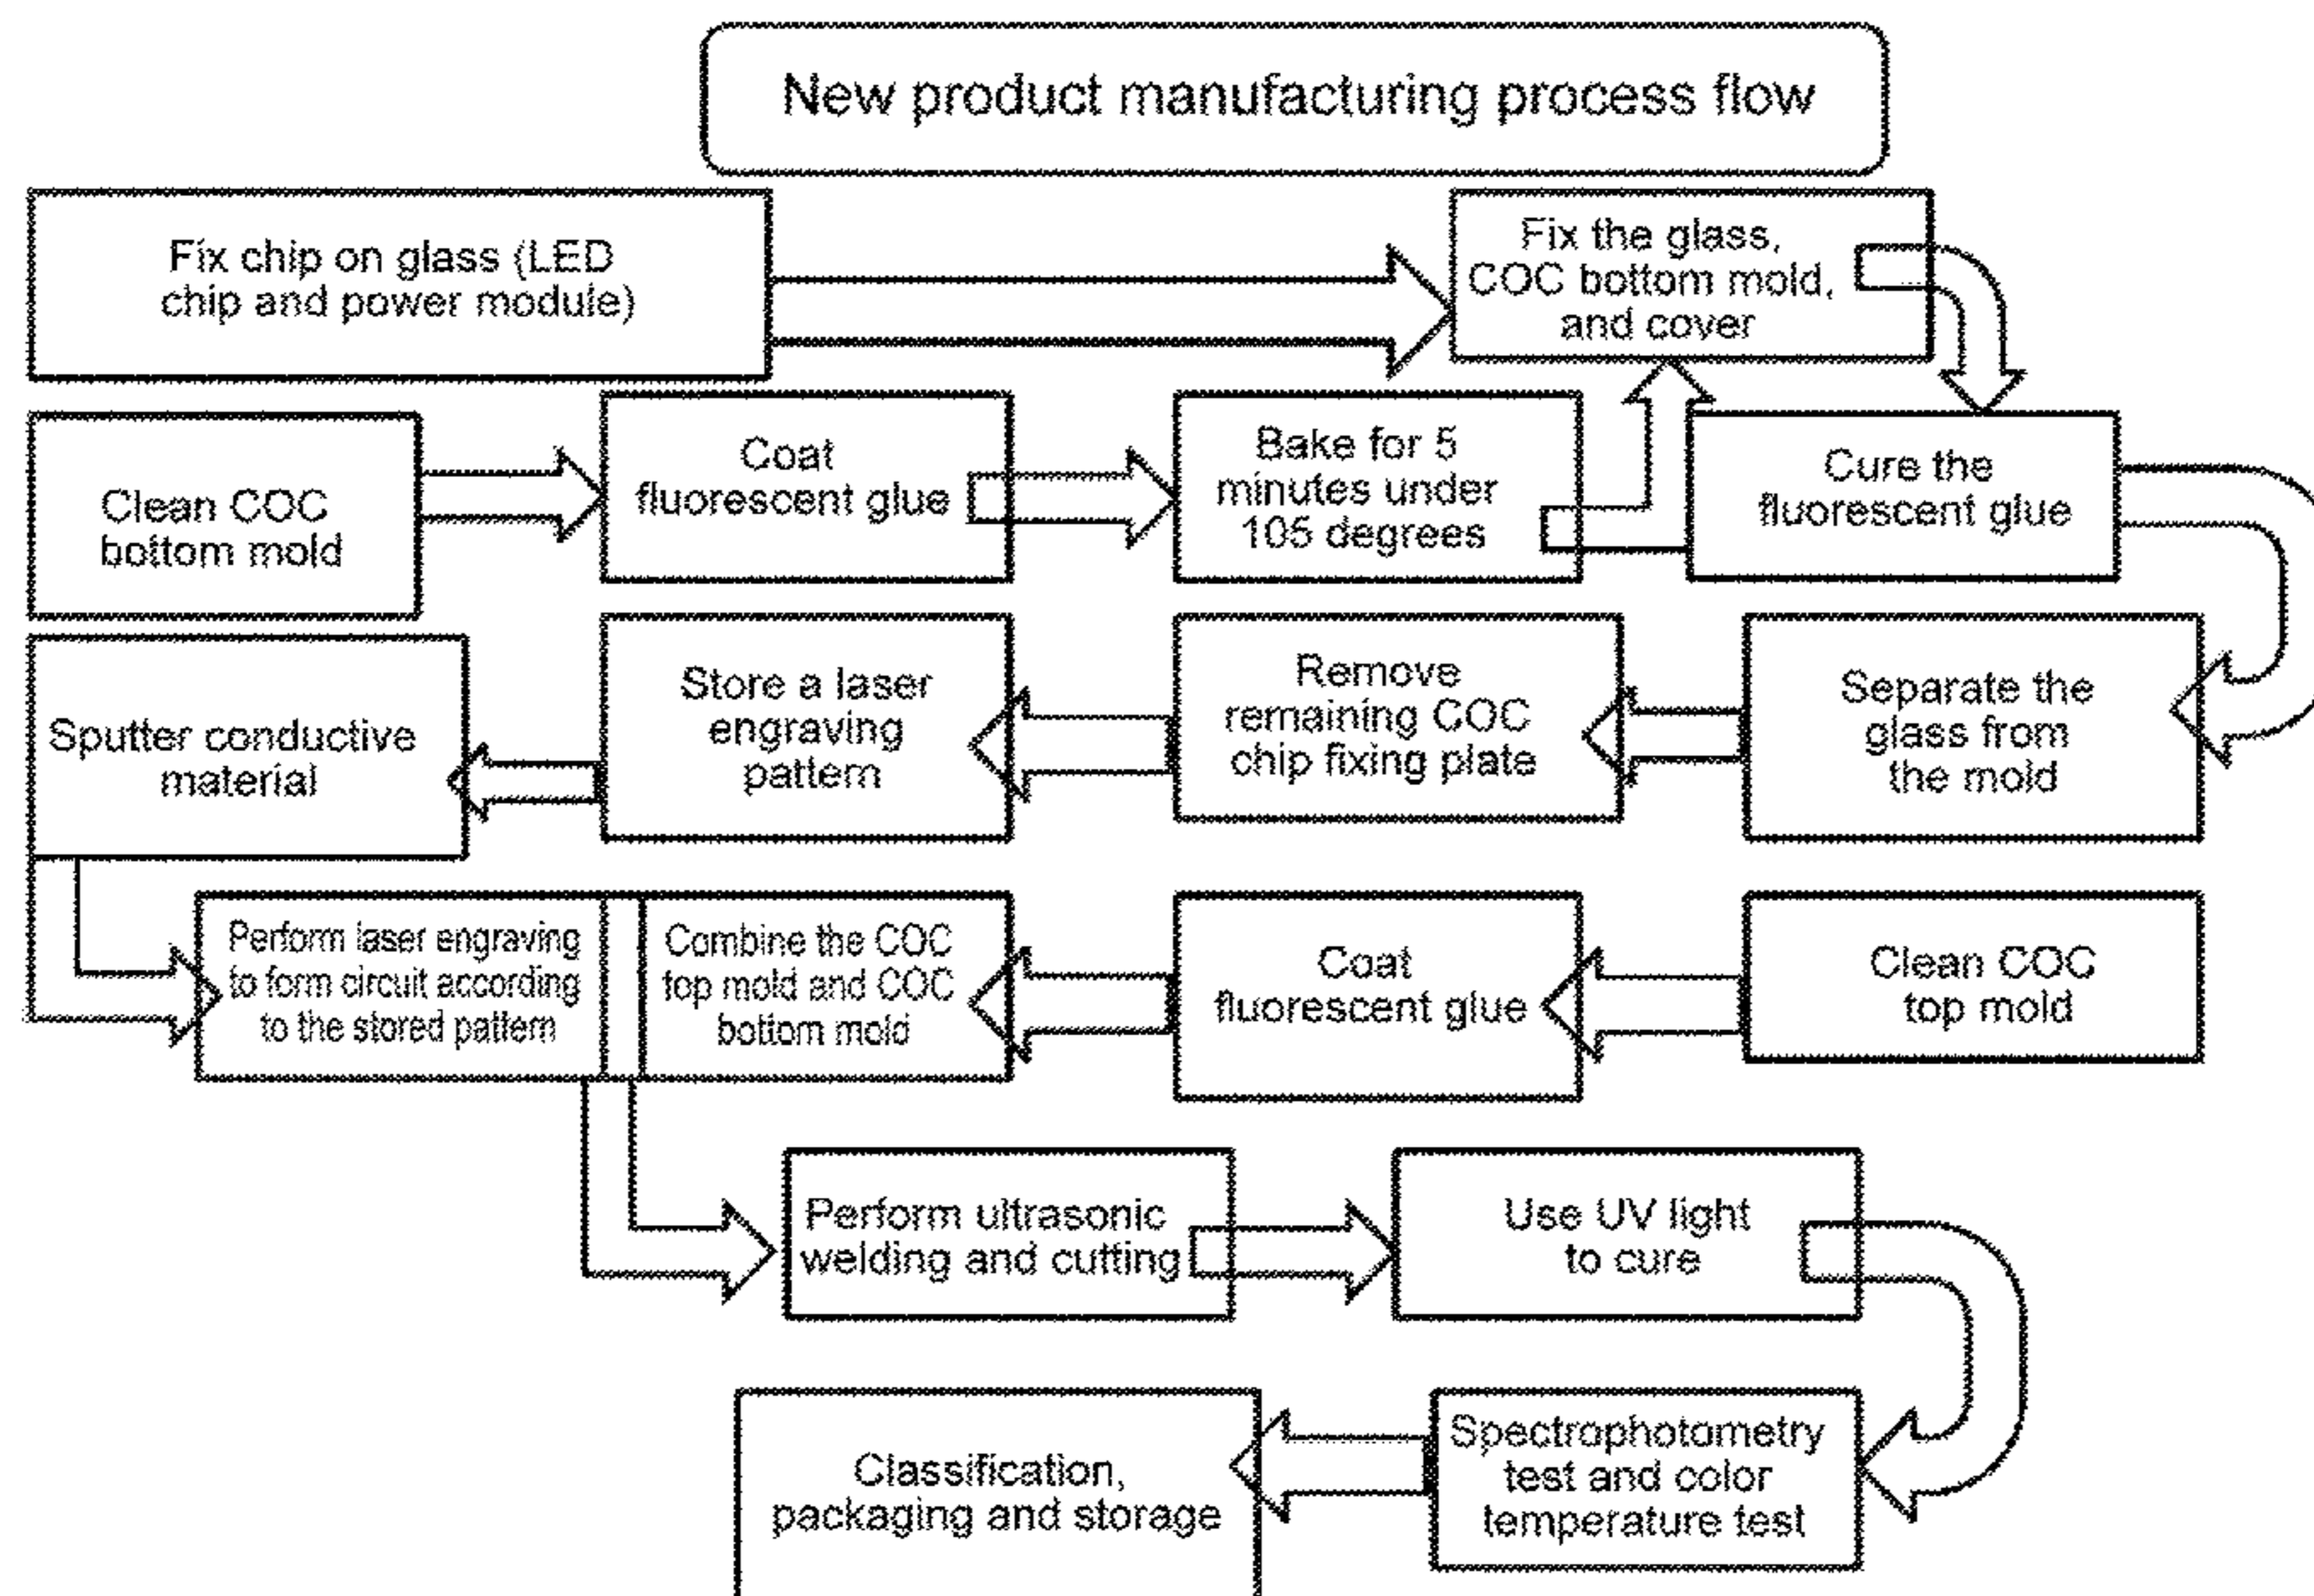 New product manufacturing process flow
Fix chip on glass (LED
chip and power module)
Fix the glass,
COC bottom mold,
and cover
Clean COC
bottom mold
Coat
fluorescent glue
Bake for 5
minutes under
105 degrees
Cure the
fluorescent glue
Sputter conductive
material
Store a laser
engraving
pattern
Remove
remaining COC
chip fixing plate
Separate the
glass from
the mold
Perform laser engraving
to form circuit according
to the stored pattern
Combine the COC
top mold and COC
bottom mold
Coat
fluorescent glue
Clean COC
top mold
Perform ultrasonic
welding and cutting
Use UV light
to cure
Classification,
packaging and storage
Spectrophotometry
test and color
temperature test